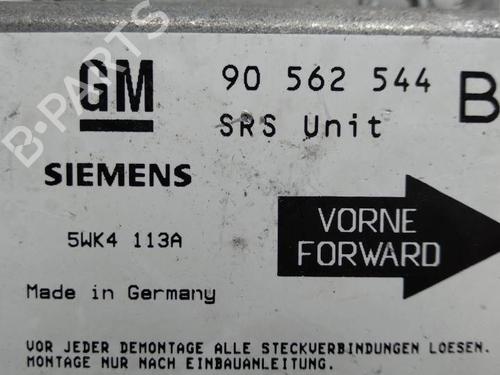 GM
90 562 544 B
SRS Unit
SIEMENS
5WK4 113A
VORNE
FORWARD
Made in Germany
VOR JEDER DEMONTAGE ALLE STECKVERBINDUNGEN LOESEN.
MONTAGE NUR NACH EINBAUANLEITUNG.
B-PARTS